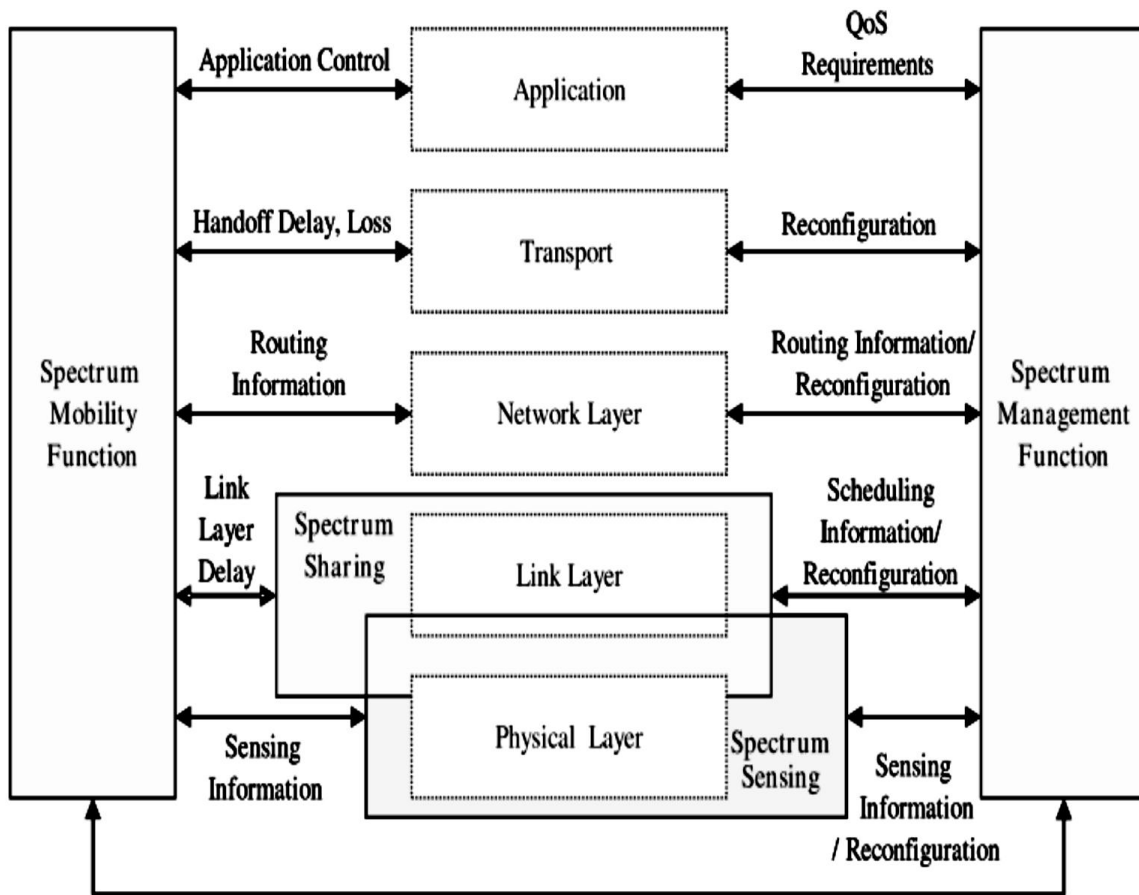 QoS
Requirements
Application Control
Application
Handoff Delay, Loss
Transport
Reconfiguration
Routing
Information
Network Layer
Routing Information/
Reconfiguration
Spectrum
Mobility
Function
Spectrum
Management
Function
Link
Layer
Delay
Spectrum
Sharing
Link Layer
Scheduling
Information/
Reconfiguration
Sensing
Information
Physical Layer
Spectrum
Sensing
Sensing
Information
/ Reconfiguration